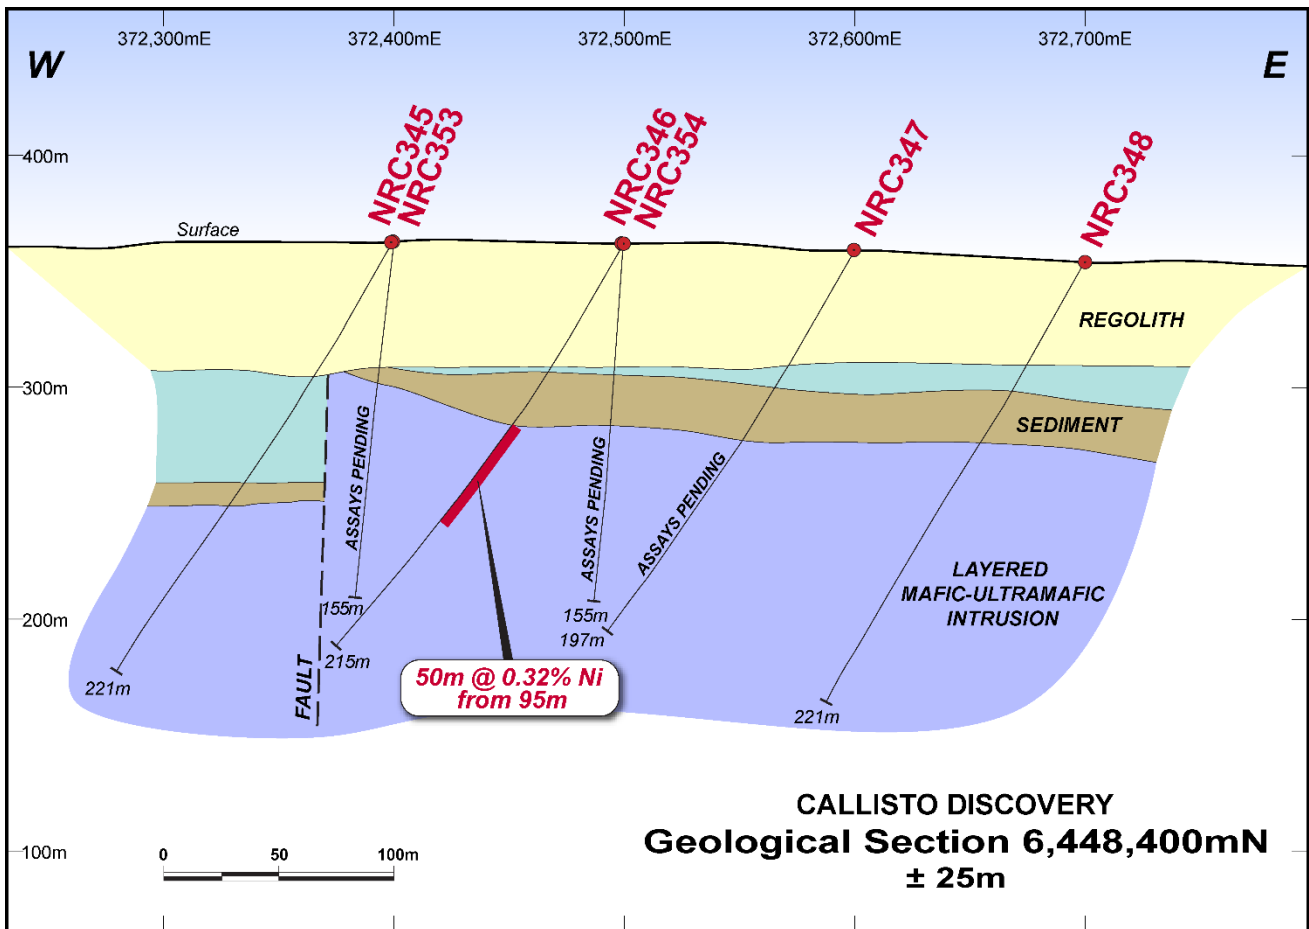 372,300mE
372,400mE
372,500mE
372,600mE
372,700mE
W
E
NRC345
NRC353
NRC346
NRC354
NRC347
NRC348
400m
Surface
REGOLITH
300m
SEDIMENT
ASSAYS PENDING
ASSAYS PENDING
ASSAYS PENDING
LAYERED
MAFIC-ULTRAMAFIC
INTRUSION
200m
155m
155m
197m
215m
221m
FAULT
50m @ 0.32% Ni
from 95m
221m
CALLISTO DISCOVERY
Geological Section 6,448,400mN
± 25m
100m
0
50
100m